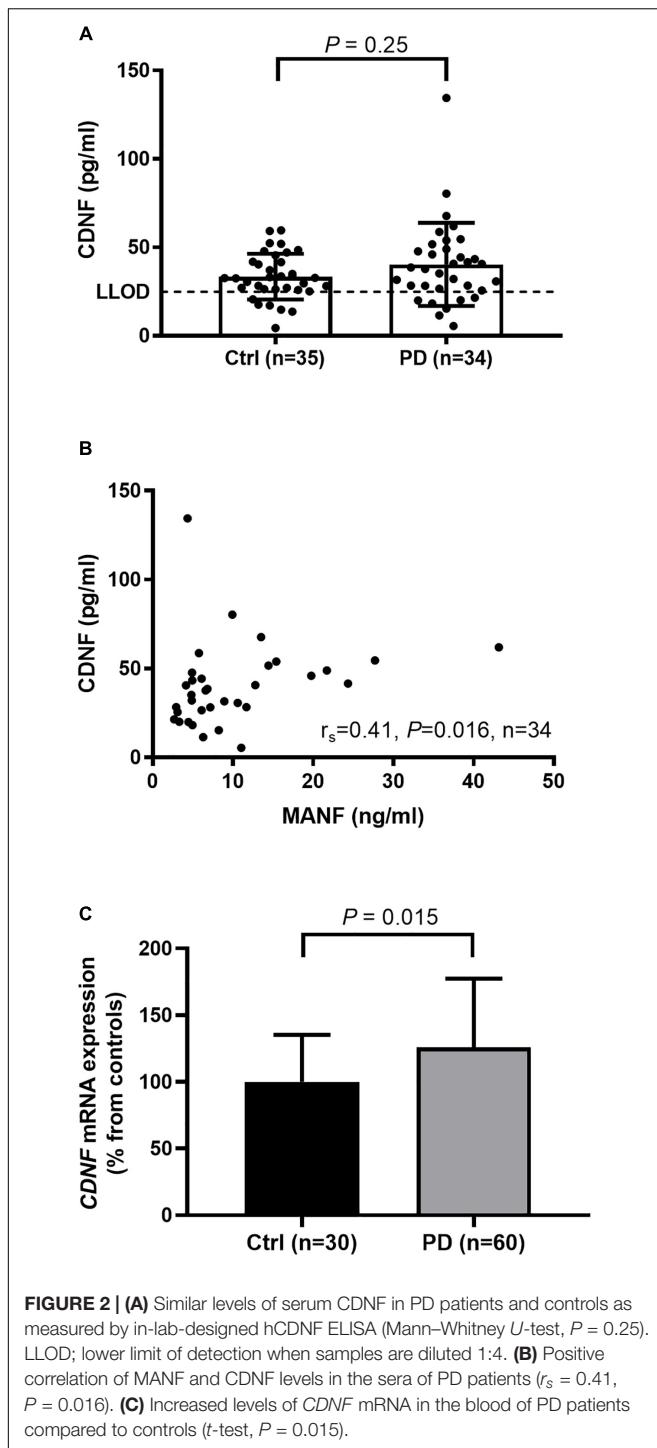 A
P = 0.25
150
100
50
0
CDNF (pg/ml)
LLOD
Ctrl (n=35) PD (n=34)
B
150
100
50
0
CDNF (pg/ml)
rs=0.41, P=0.016, n=34
0 10 20 30 40 50
MANF (ng/ml)
C
P = 0.015
200
150
100
50
0
CDNF mRNA expression
(% from controls)
Ctrl (n=30) PD (n=60)
FIGURE 2 | (A) Similar levels of serum CDNF in PD patients and controls as
measured by in-lab-designed hCDNF ELISA (Mann–Whitney U-test, P = 0.25).
LLOD; lower limit of detection when samples are diluted 1:4. (B) Positive
correlation of MANF and CDNF levels in the sera of PD patients (rs = 0.41,
P = 0.016). (C) Increased levels of CDNF mRNA in the blood of PD patients
compared to controls (t-test, P = 0.015).